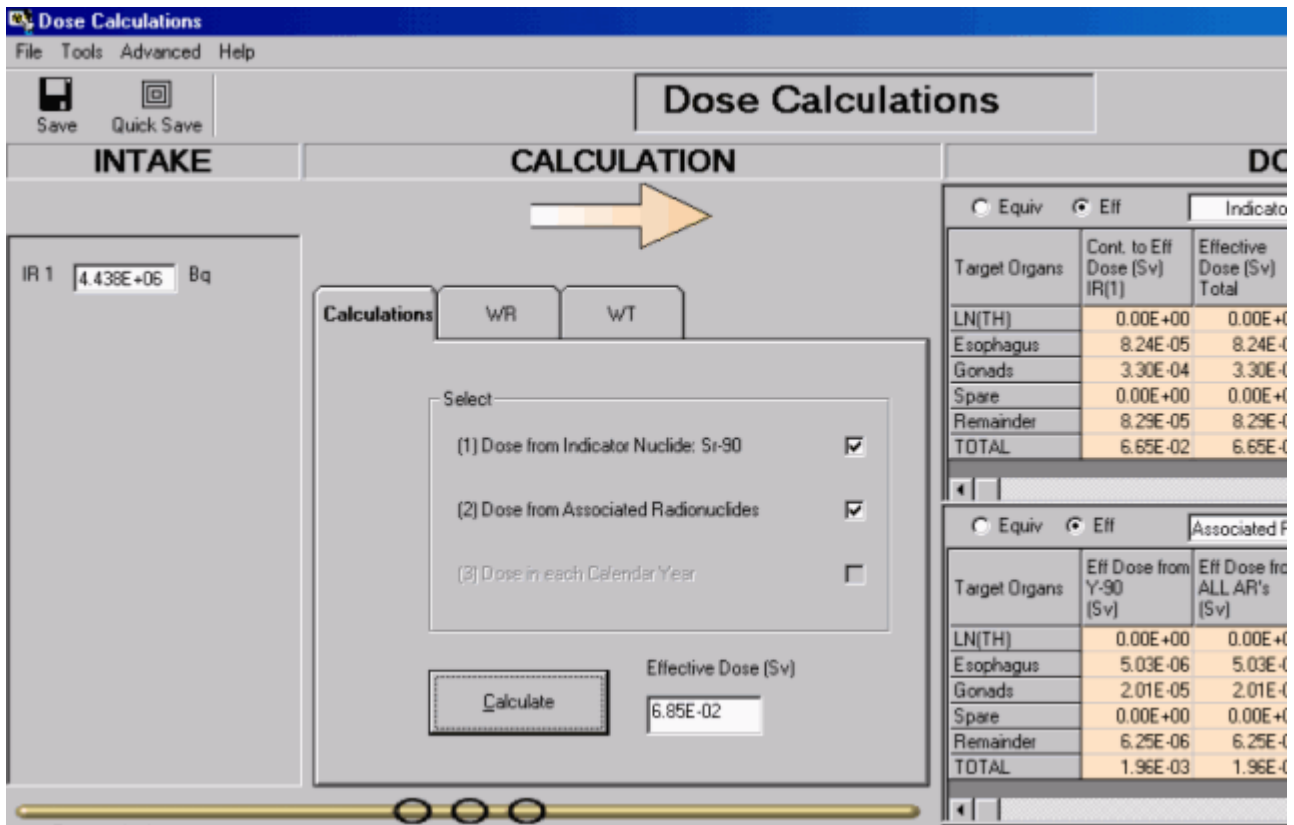 Dose Calculations
File Tools Advanced Help
Save Quick Save
Dose Calculations
INTAKE CALCULATION DO
Equiv Eff Indicato
IR 1 4.438E+06 Bq
Target Organs Cont. to Eff Dose (Sv) IR(1) Effective Dose (Sv) Total
Calculations WR WT
LN(TH) 0.00E+00 0.00E+0
Esophagus 8.24E-05 8.24E-0
Gonads 3.30E-04 3.30E-0
Spare 0.00E+00 0.00E+0
Remainder 8.29E-05 8.29E-0
TOTAL 6.65E-02 6.65E-0
Select
(1) Dose from Indicator Nuclide: Sr-90
(2) Dose from Associated Radionuclides
(3) Dose in each Calendar Year
Equiv Eff Associated R
Target Organs Eff Dose from Y-90 (Sv) Eff Dose fro ALL AR's (Sv)
LN(TH) 0.00E+00 0.00E+0
Esophagus 5.03E-06 5.03E-0
Gonads 2.01E-05 2.01E-0
Spare 0.00E+00 0.00E+0
Remainder 6.25E-06 6.25E-0
TOTAL 1.96E-03 1.96E-0
Effective Dose (Sv)
Calculate 6.85E-02